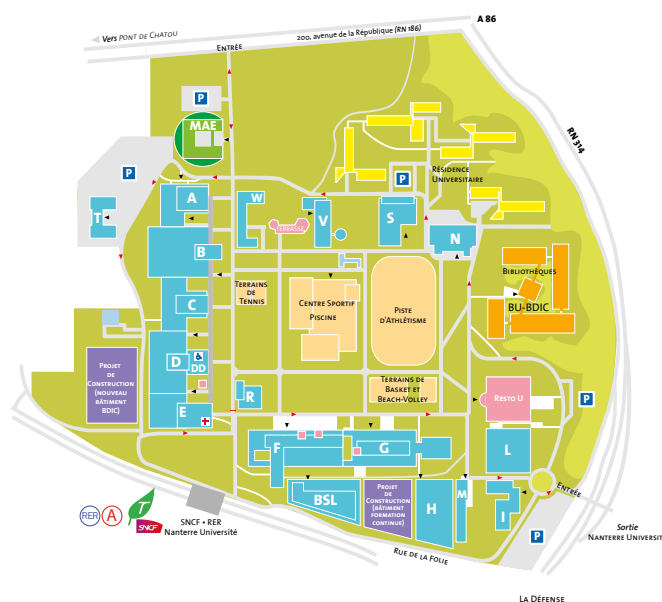 A 86
Vers PONT DE CHATOU
200, avenue de la République (RN 186)
ENTRÉE
RN 314
P
MAE
P
RÉSIDENCE
UNIVERSITAIRE
P
A
W
T
V
S
TERRASSE
N
B
BIBLIOTHÈQUES
TERRAINS
DE
TENNIS
CENTRE SPORTIF
PISCINE
PISTE
D'ATHLÉTISME
BU-BDIC
C
PROJET
DE
CONSTRUCTION
(NOUVEAU
BÂTIMENT
BDIC)
D
DD
TERRAINS DE
BASKET ET
BEACH-VOLLEY
R
RESTO U
P
E
F
G
L
BSL
PROJET
DE
CONSTRUCTION
(BÂTIMENT
FORMATION
CONTINUE)
H
M
I
ENTRÉE
RER
A
T
SNCF
SNCF • RER
Nanterre Université
P
Sortie
NANTERRE UNIVERSIT
RUE DE LA FOLIE
LA DÉFENSE